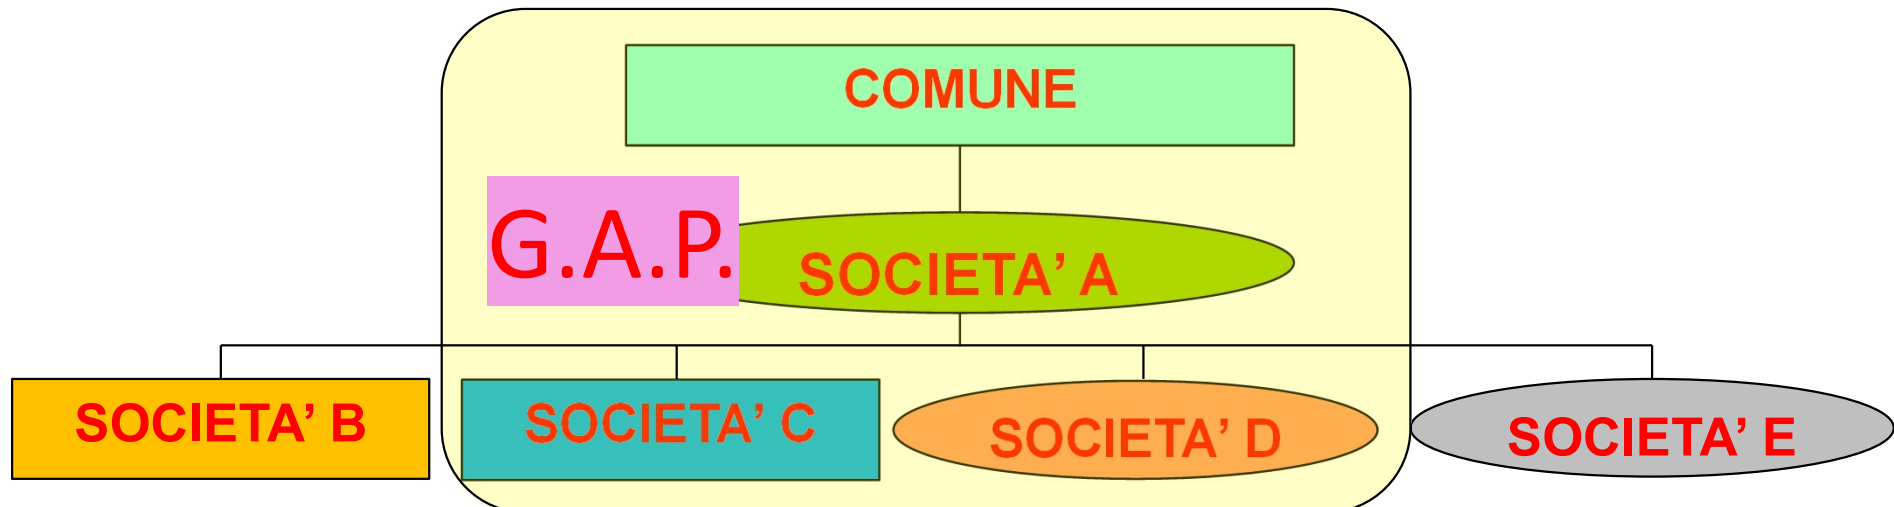 COMUNE
G.A.P.
SOCIETA’ A
SOCIETA’ B
SOCIETA’ C
SOCIETA’ D
SOCIETA’ E